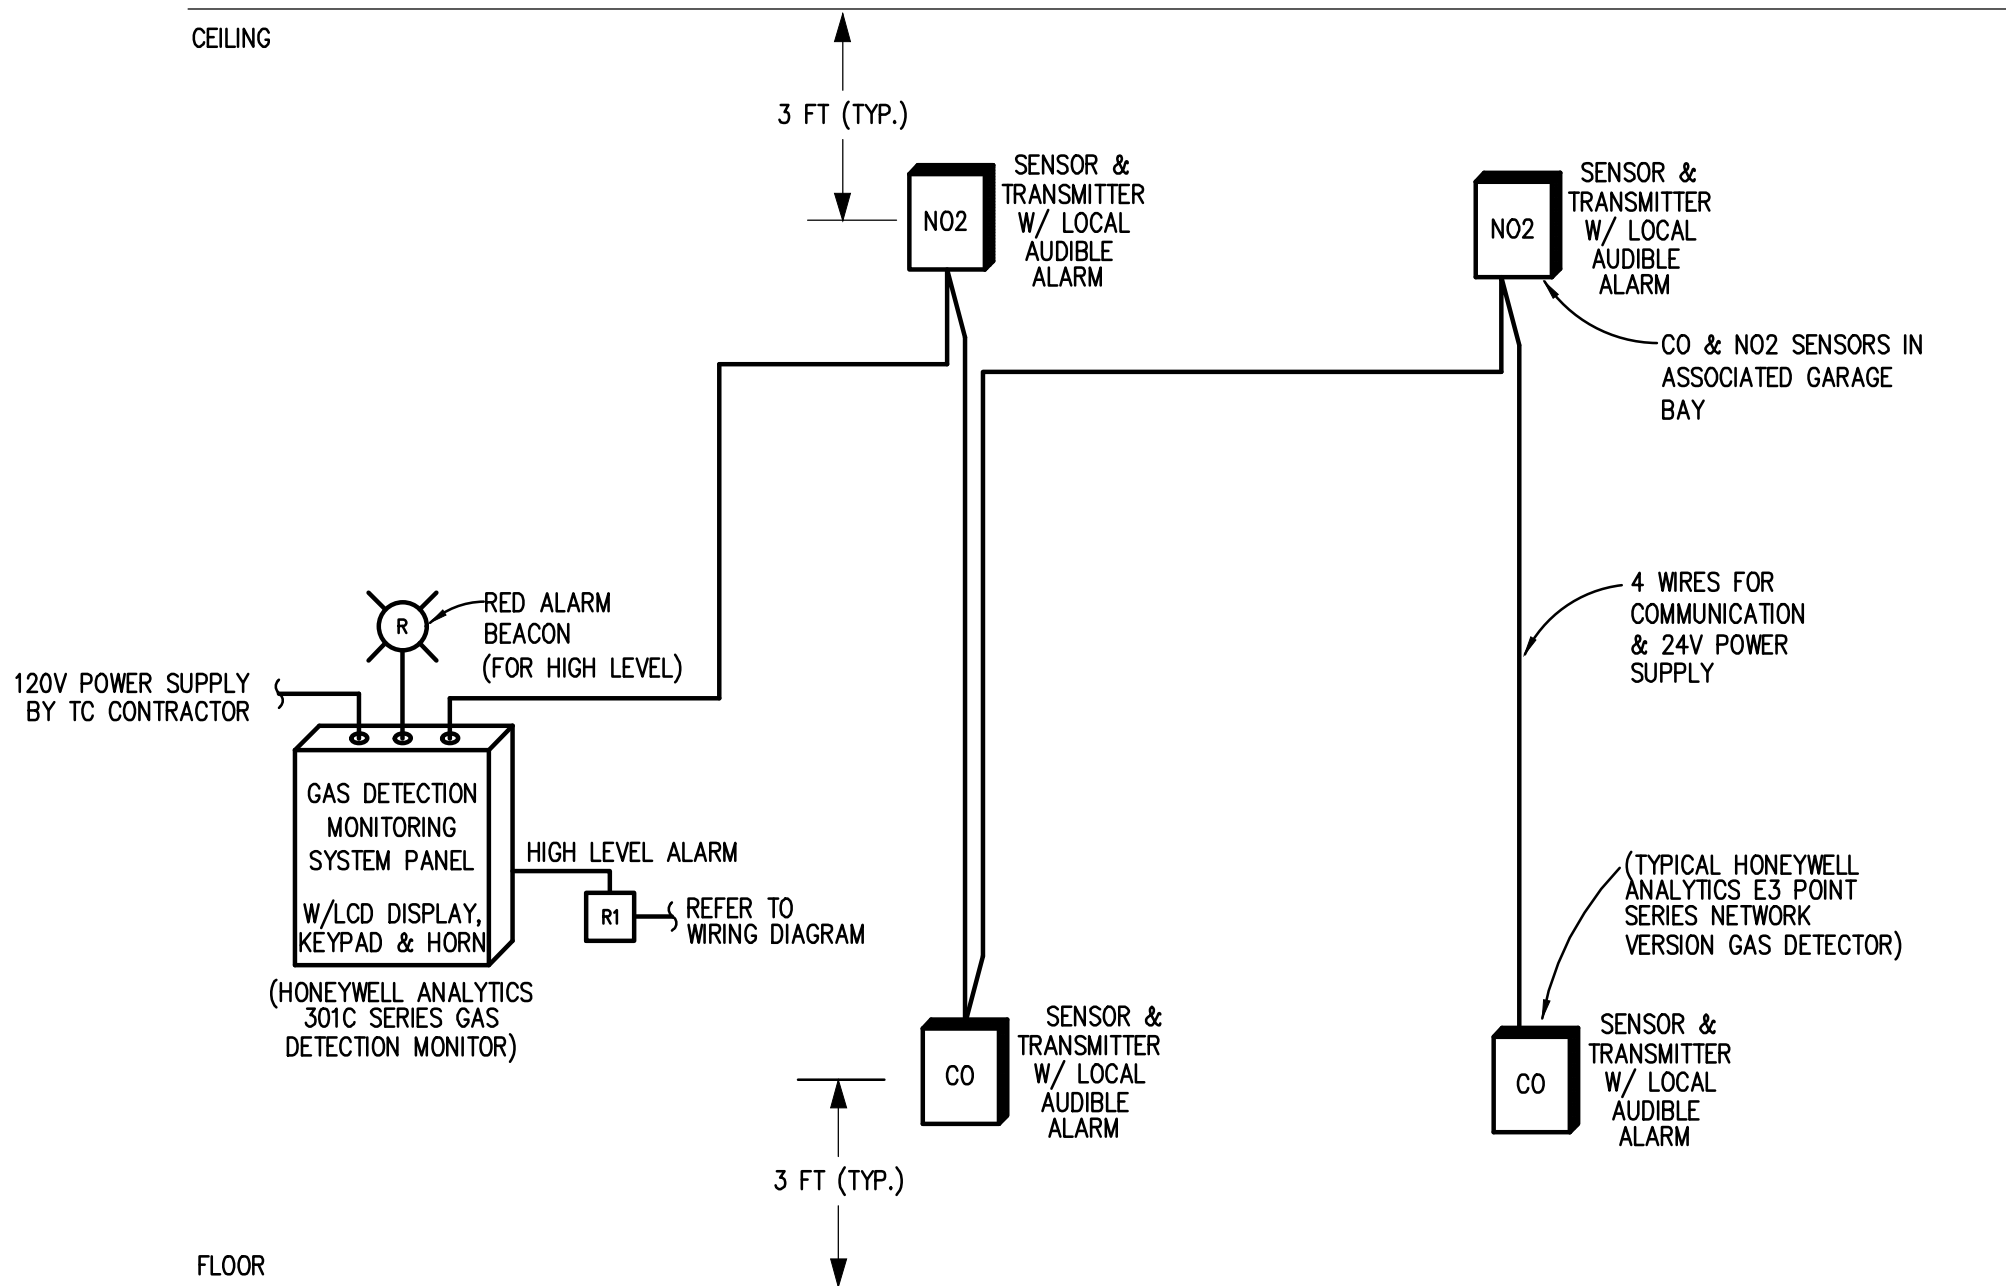 CEILING
3 FT (TYP.)
NO2
SENSOR &
TRANSMITTER
W/ LOCAL
AUDIBLE
ALARM
NO2
SENSOR &
TRANSMITTER
W/ LOCAL
AUDIBLE
ALARM
CO & NO2 SENSORS IN
ASSOCIATED GARAGE
BAY
4 WIRES FOR
COMMUNICATION
& 24V POWER
SUPPLY
R
RED ALARM
BEACON
(FOR HIGH LEVEL)
120V POWER SUPPLY
BY TC CONTRACTOR
GAS DETECTION
MONITORING
SYSTEM PANEL
W/LCD DISPLAY,
KEYPAD & HORN
(HONEYWELL ANALYTICS
301C SERIES GAS
DETECTION MONITOR)
HIGH LEVEL ALARM
R1
REFER TO
WIRING DIAGRAM
(TYPICAL HONEYWELL
ANALYTICS E3 POINT
SERIES NETWORK
VERSION GAS DETECTOR)
CO
SENSOR &
TRANSMITTER
W/ LOCAL
AUDIBLE
ALARM
CO
SENSOR &
TRANSMITTER
W/ LOCAL
AUDIBLE
ALARM
3 FT (TYP.)
FLOOR